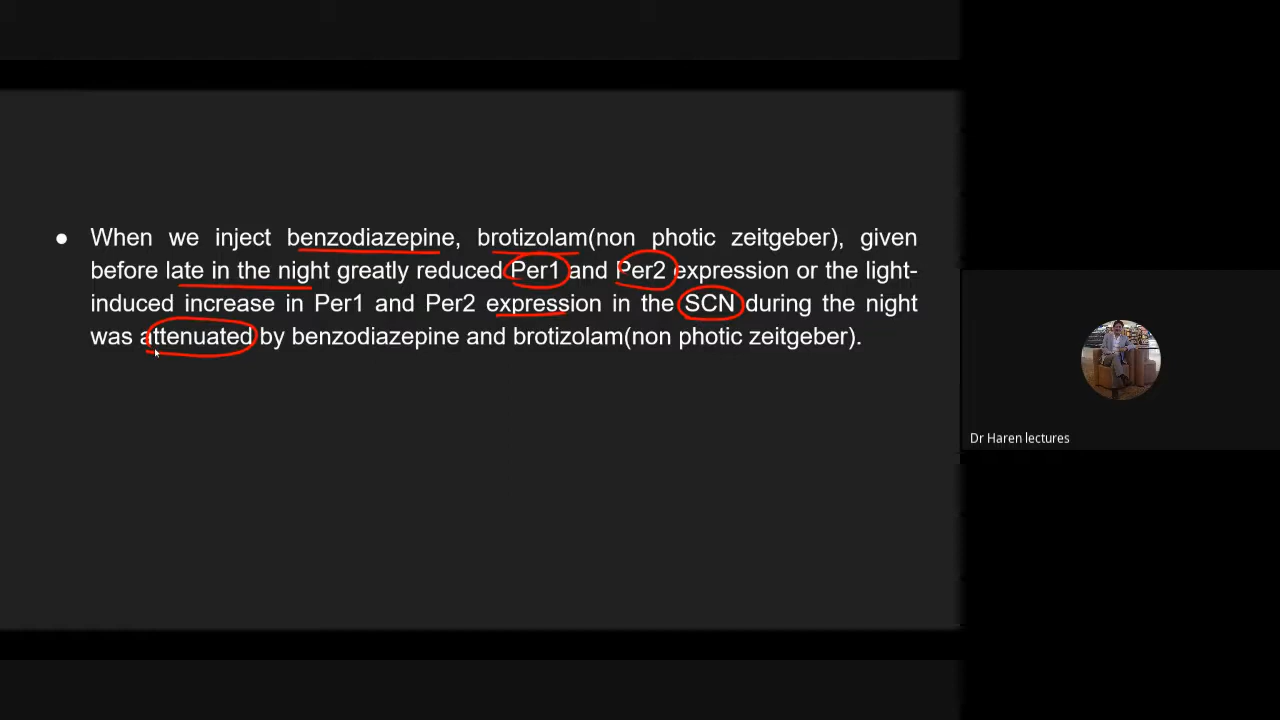 ● When we inject benzodiazepine, brotizolam(non photic zeitgeber), given
before late in the night greatly reduced Per1 and Per2 expression or the light-
induced increase in Per1 and Per2 expression in the SCN during the night
was attenuated by benzodiazepine and brotizolam(non photic zeitgeber).
Dr Haren lectures